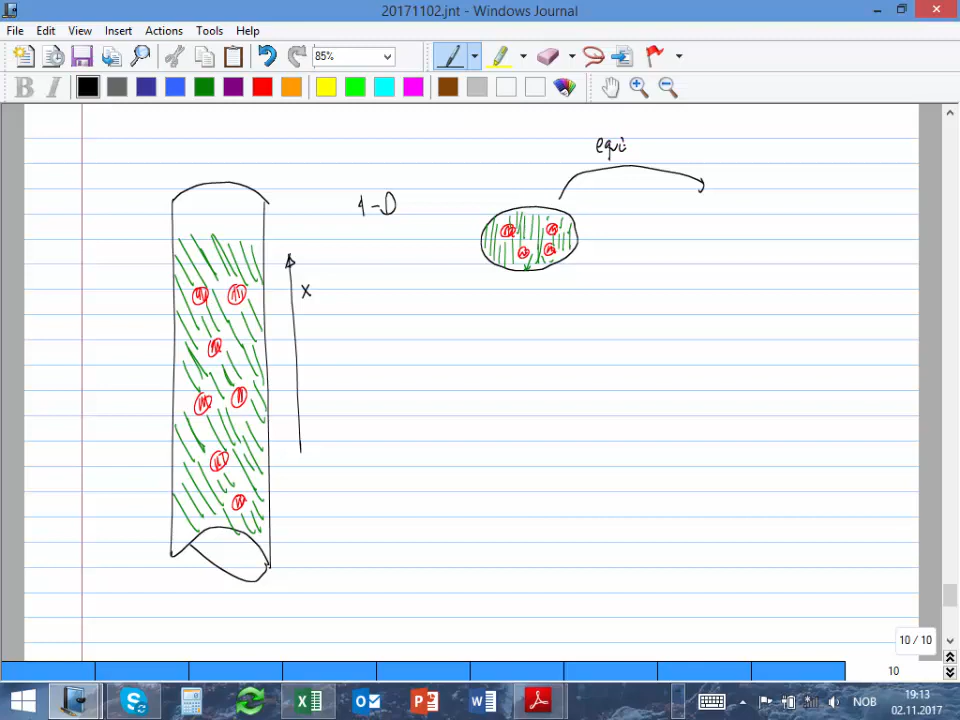 20171102.jnt - Windows Journal
File Edit View Insert Actions Tools Help
85%
B I
equi
1-D
x
10 / 10
10
NOB
19:13
02.11.2017